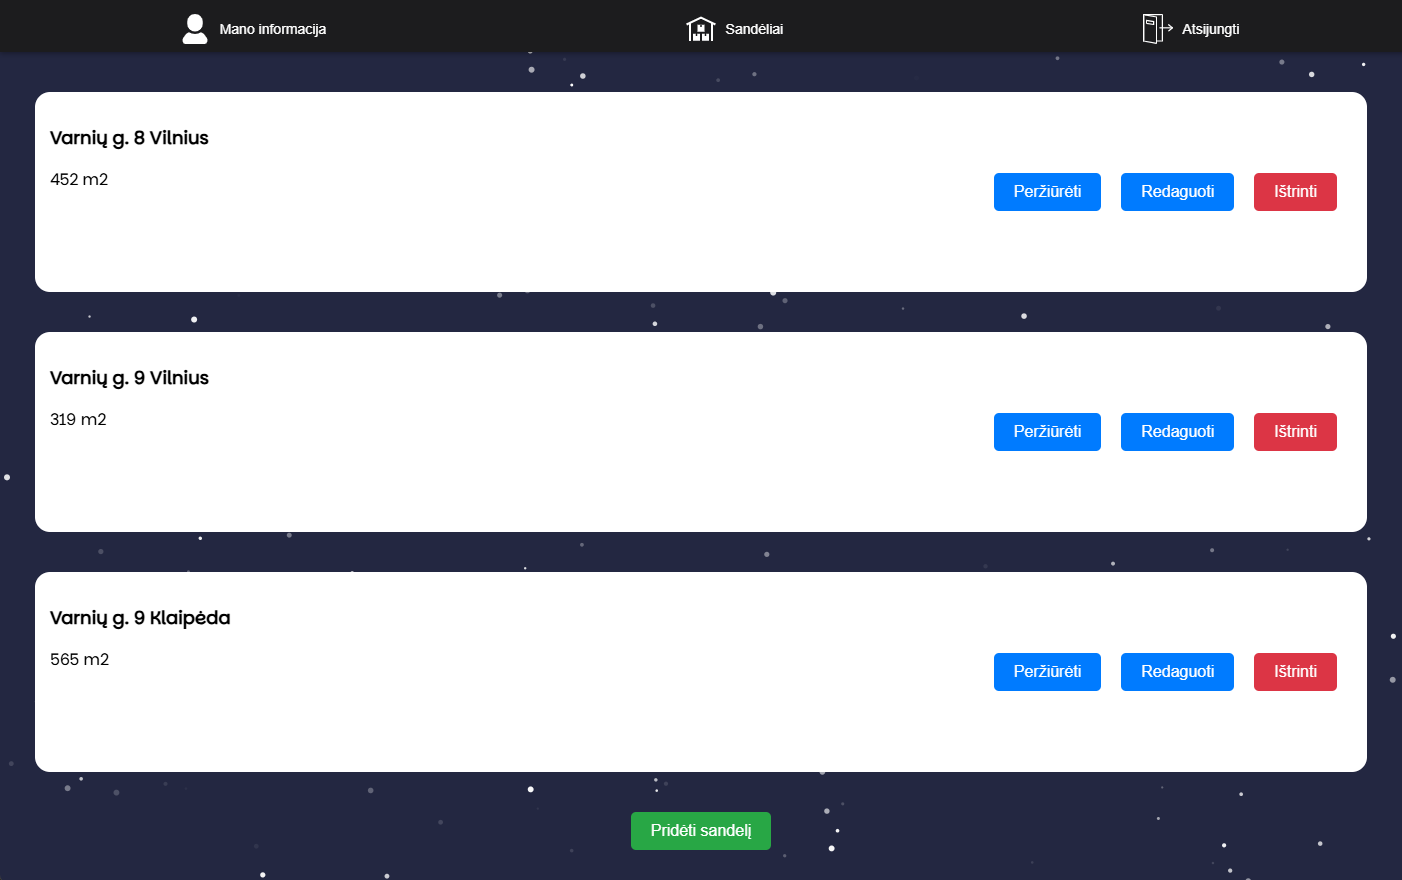 Mano informacija
Sandėliai
Atsijungti
Varnių g. 8 Vilnius
452 m2
Peržiūrėti
Redaguoti
Ištrinti
Varnių g. 9 Vilnius
319 m2
Peržiūrėti
Redaguoti
Ištrinti
Varnių g. 9 Klaipėda
565 m2
Peržiūrėti
Redaguoti
Ištrinti
Pridėti sandelį